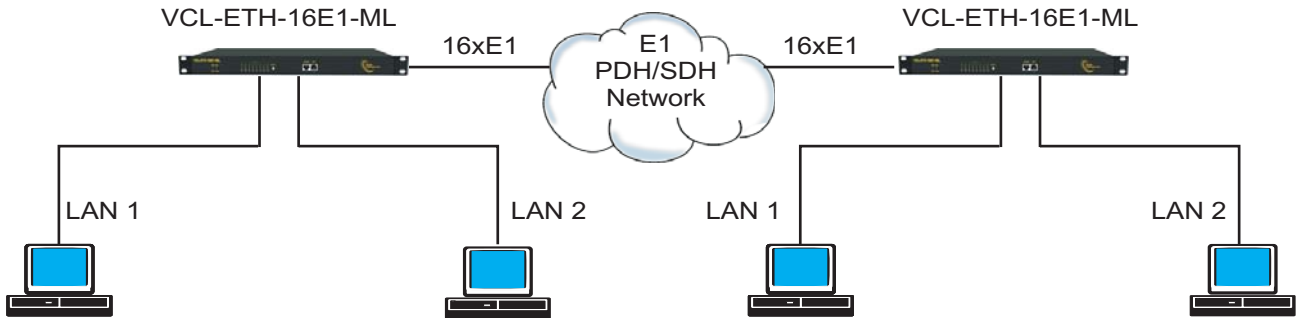 VCL-ETH-16E1-ML
VCL-ETH-16E1-ML
16xE1
E1
PDH/SDH
Network
16xE1
LAN 1
LAN 2
LAN 1
LAN 2